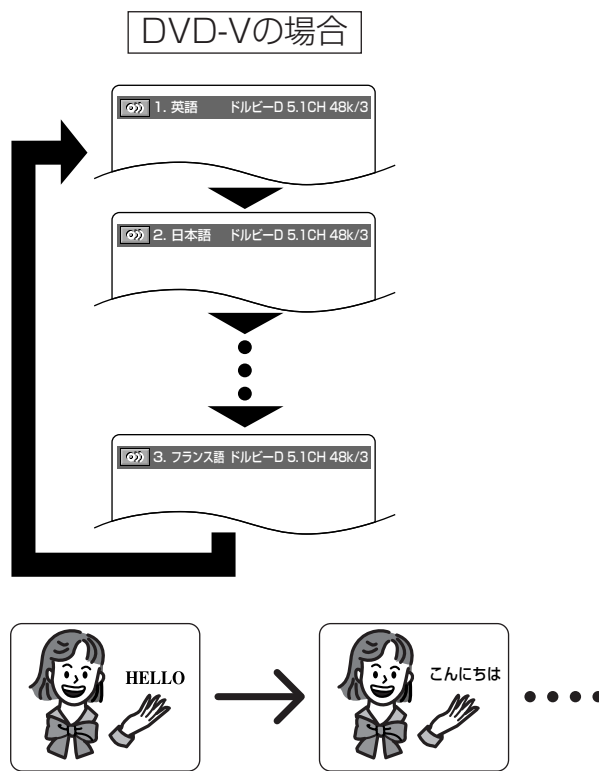 DVD-Vの場合
1. 英語 ドルビーD 5.1CH 48k/3
2. 日本語 ドルビーD 5.1CH 48k/3
3. フランス語 ドルビーD 5.1CH 48k/3
HELLO
こんにちは